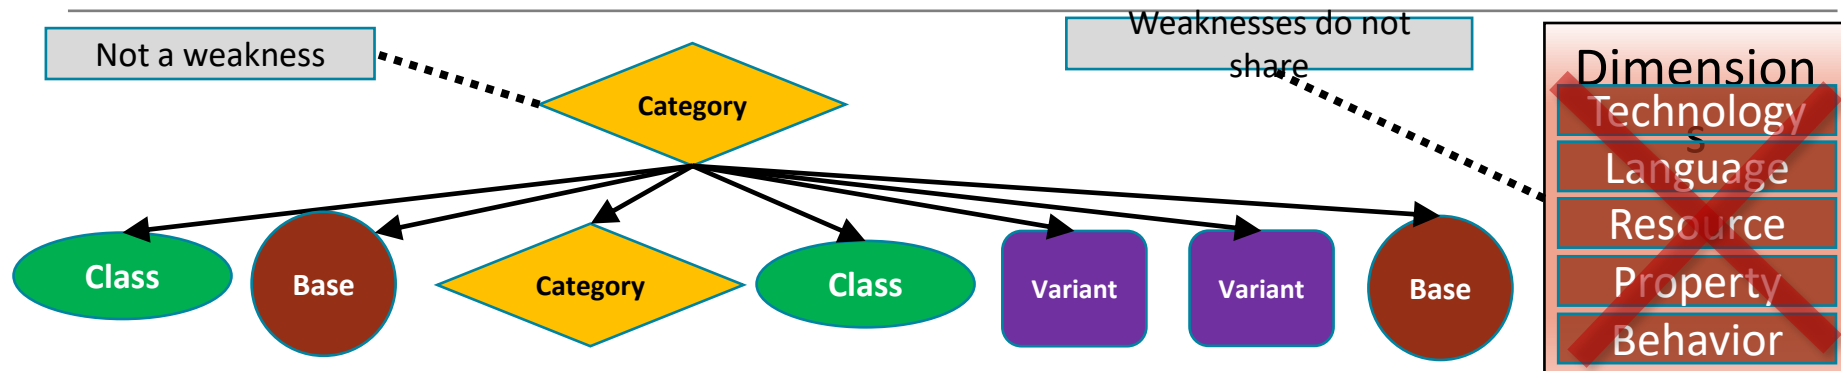 Not a weakness
Weaknesses do not
share
Category
Dimension
s
Technology
Language
Resource
Property
Behavior
Class
Base
Category
Class
Variant
Variant
Base